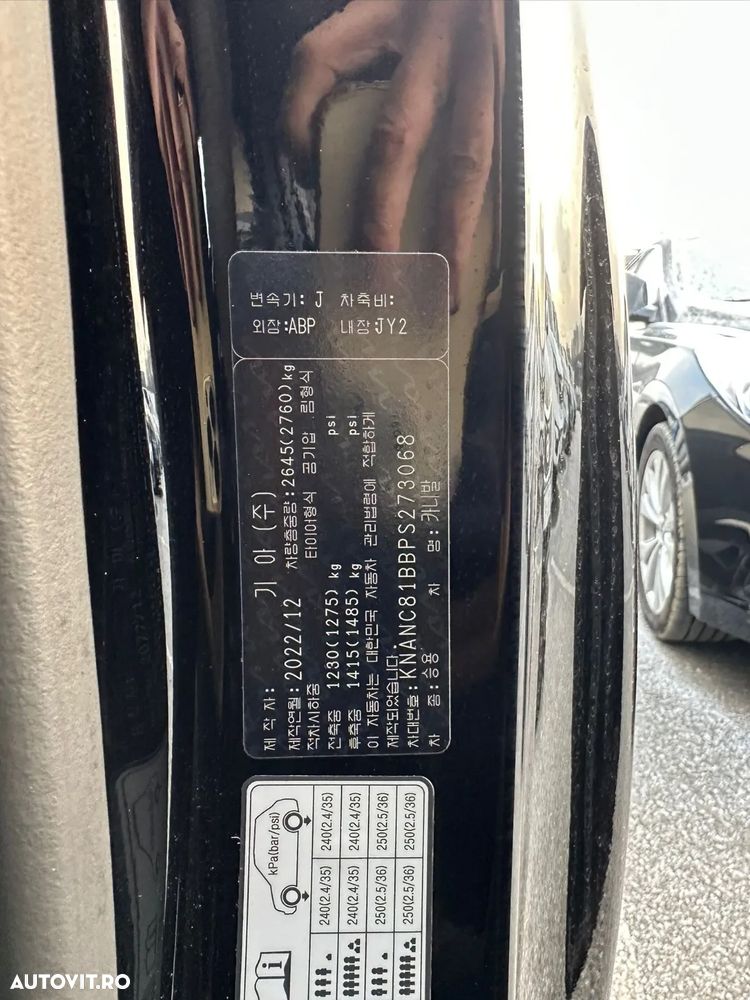 변속기: J 차축비:
외장:ABP 내장:JY2
제 작 자: 기아 (주)
제작연월:2022/12 차량총중량:2645(2760)kg
적차시하중 타이어형식 공기압 림형식
전축중 1230(1275) kg psi
후축중 1415(1485) kg psi
이 자동차는 대한민국 자동차 관리법령에 적합하게
제작되었습니다.
차대번호:KNANC81BBPS273068
차 종: 승용 차 명: 카니발
kPa(bar/psi)
240(2.4/35) 240(2.4/35)
240(2.4/35) 240(2.4/35)
250(2.5/36) 250(2.5/36)
250(2.5/36) 250(2.5/36)
i
AUTOVIT.RO